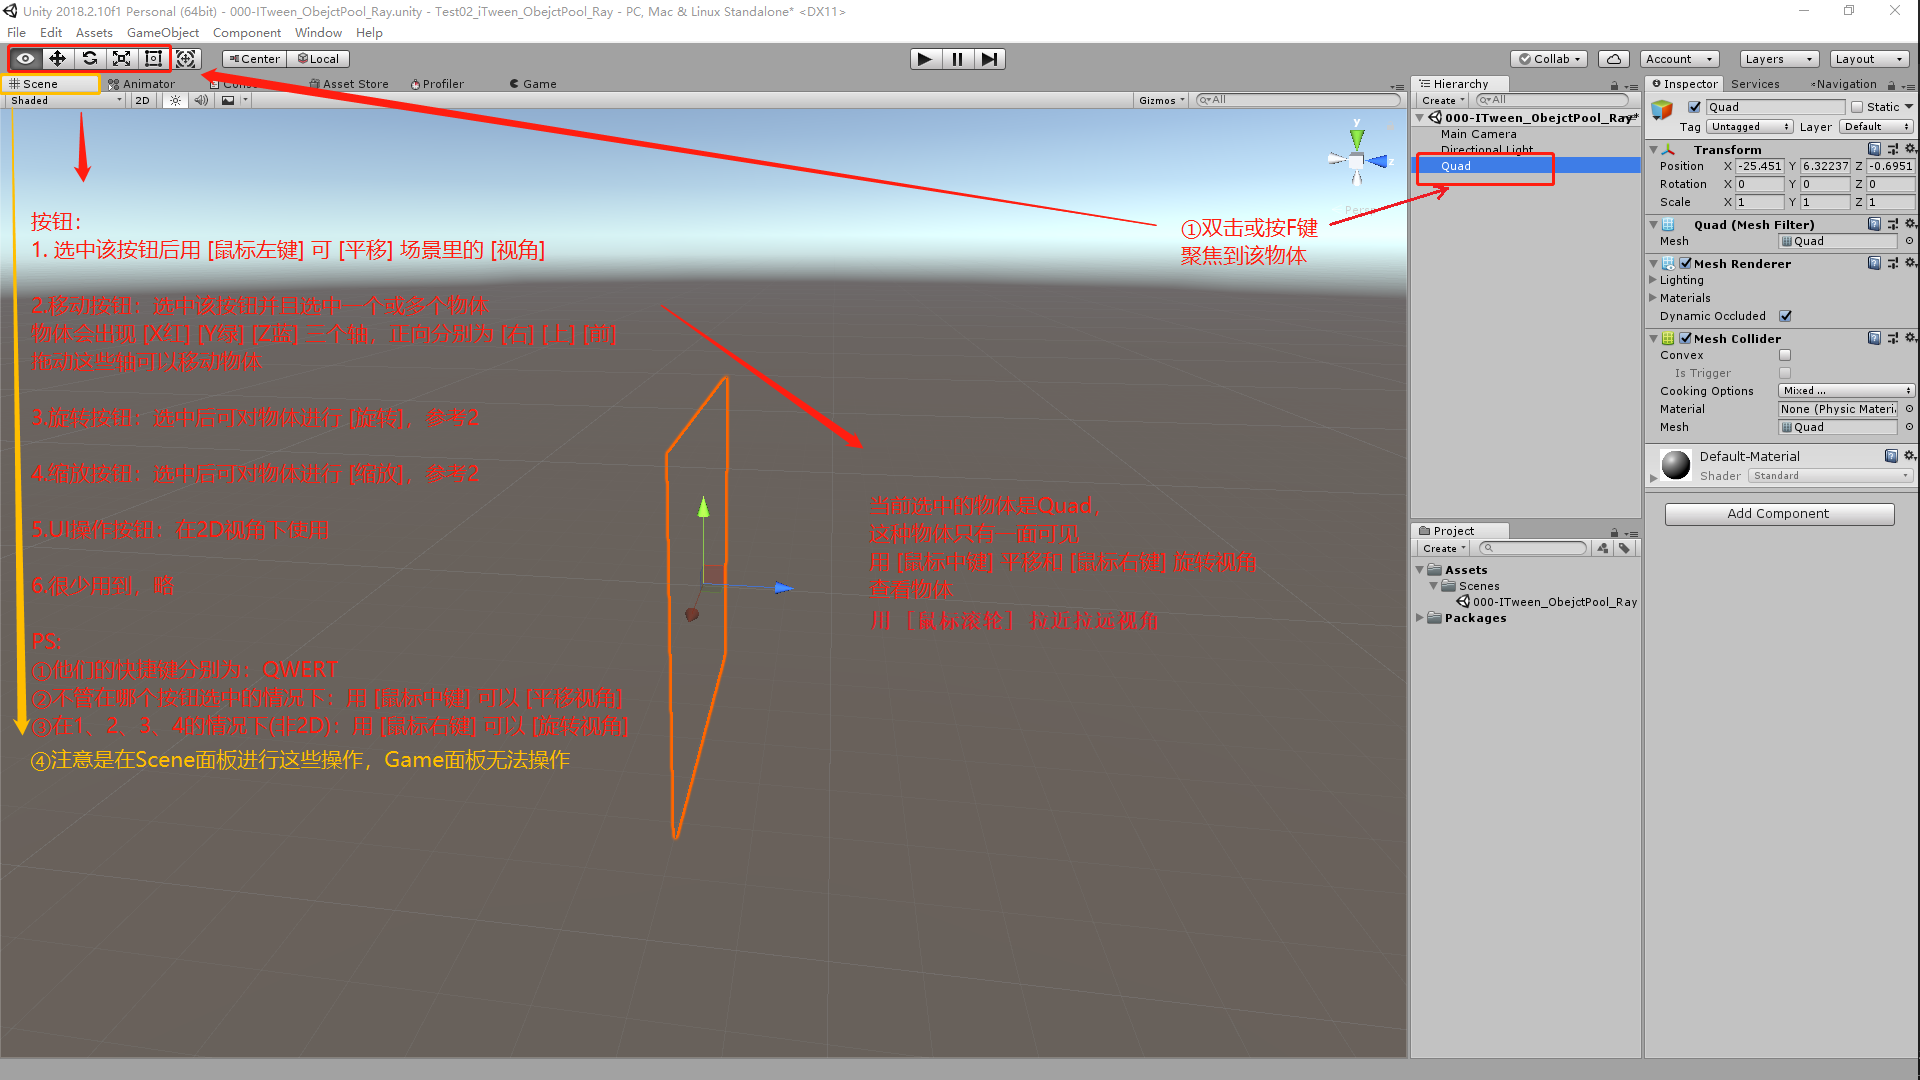 Unity 2018.2.10f1 Personal (64bit) - 000-ITween_ObejctPool_Ray.unity - Test02_iTween_ObejctPool_Ray - PC, Mac & Linux Standalone* <DX11>
File Edit Assets GameObject Component Window Help
Center Local
Collab Account Layers Layout
Scene Animator Asset Store Profiler Game
Shaded 2D Gizmos All
y
z
按钮：
1. 选中该按钮后用 [鼠标左键] 可 [平移] 场景里的 [视角]
2.移动按钮：选中该按钮并且选中一个或多个物体
物体会出现 [X红] [Y绿] [Z蓝] 三个轴，正向分别为 [右] [上] [前]
拖动这些轴可以移动物体
3.旋转按钮：选中后可对物体进行 [旋转]，参考2
4.缩放按钮：选中后可对物体进行 [缩放]，参考2
5.UI操作按钮：在2D视角下使用
6.很少用到，略
PS:
①他们的快捷键分别为：QWERT
②不管在哪个按钮选中的情况下：用 [鼠标中键] 可以 [平移视角]
③在1、2、3、4的情况下(非2D)：用 [鼠标右键] 可以 [旋转视角]
④注意是在Scene面板进行这些操作，Game面板无法操作
①双击或按F键
聚焦到该物体
当前选中的物体是Quad，
这种物体只有一面可见
用 [鼠标中键] 平移和 [鼠标右键] 旋转视角
查看物体
用 [鼠标滚轮] 拉近拉远视角
Hierarchy
Create All
000-ITween_ObejctPool_Ray*
Main Camera
Directional Light
Quad
Project
Create
Assets
Scenes
000-ITween_ObejctPool_Ray
Packages
Inspector Services Navigation
Quad Static
Tag Untagged Layer Default
Transform
Position X -25.451 Y 6.32237 Z -0.6951
Rotation X 0 Y 0 Z 0
Scale X 1 Y 1 Z 1
Quad (Mesh Filter)
Mesh Quad
Mesh Renderer
Lighting
Materials
Dynamic Occluded
Mesh Collider
Convex
Is Trigger
Cooking Options Mixed ...
Material None (Physic Materi
Mesh Quad
Default-Material
Shader Standard
Add Component